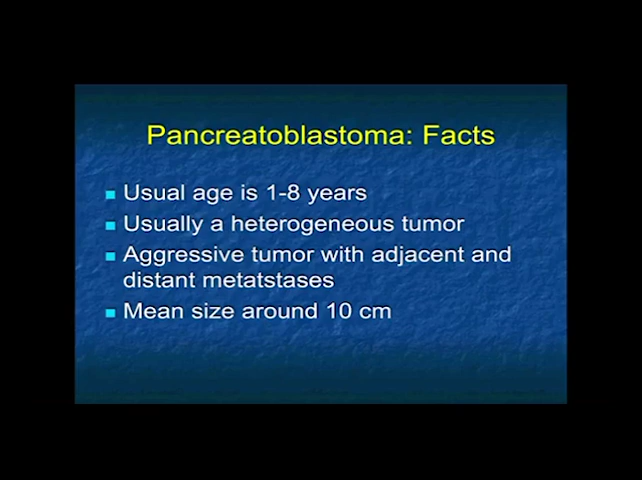 Pancreatoblastoma: Facts
Usual age is 1-8 years
Usually a heterogeneous tumor
Aggressive tumor with adjacent and
distant metatstases
Mean size around 10 cm